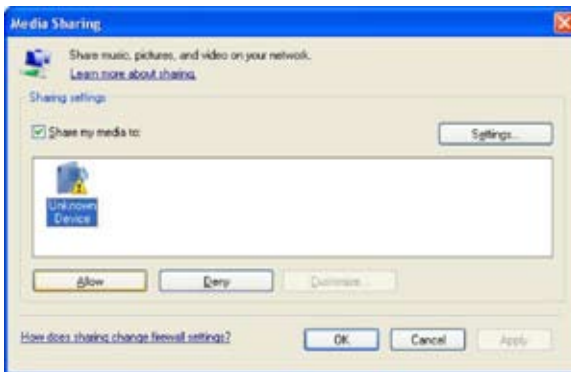 Media Sharing
Share music, pictures, and video on your network.
Learn more about sharing.
Sharing settings
Share my media to:
Settings...
Unknown
Device
Allow
Deny
Customize...
How does sharing change firewall settings?
OK
Cancel
Apply